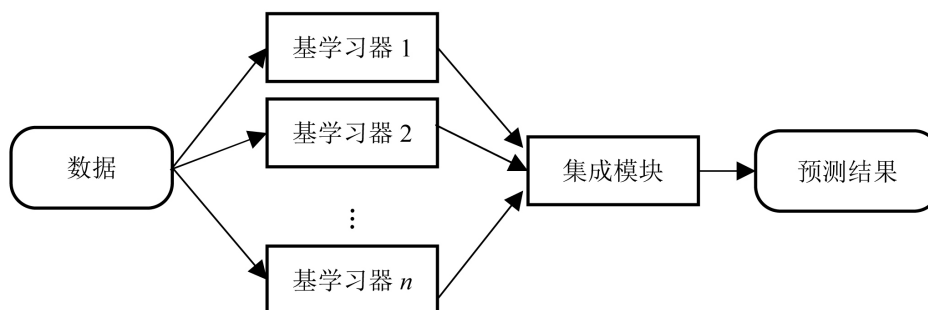 基学习器 1
基学习器 2
数据
集成模块
预测结果
⋮
基学习器 n